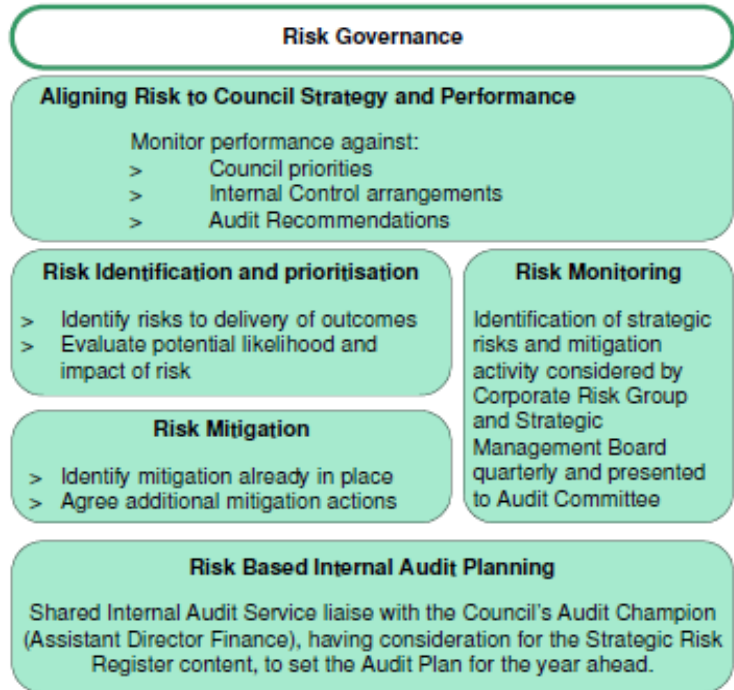 Risk Governance
Aligning Risk to Council Strategy and Performance
Monitor performance against:
> Council priorities
> Internal Control arrangements
> Audit Recommendations
Risk Identification and prioritisation
> Identify risks to delivery of outcomes
> Evaluate potential likelihood and
impact of risk
Risk Mitigation
> Identify mitigation already in place
> Agree additional mitigation actions
Risk Monitoring
Identification of strategic
risks and mitigation
activity considered by
Corporate Risk Group
and Strategic
Management Board
quarterly and presented
to Audit Committee
Risk Based Internal Audit Planning
Shared Internal Audit Service liaise with the Council's Audit Champion
(Assistant Director Finance), having consideration for the Strategic Risk
Register content, to set the Audit Plan for the year ahead.